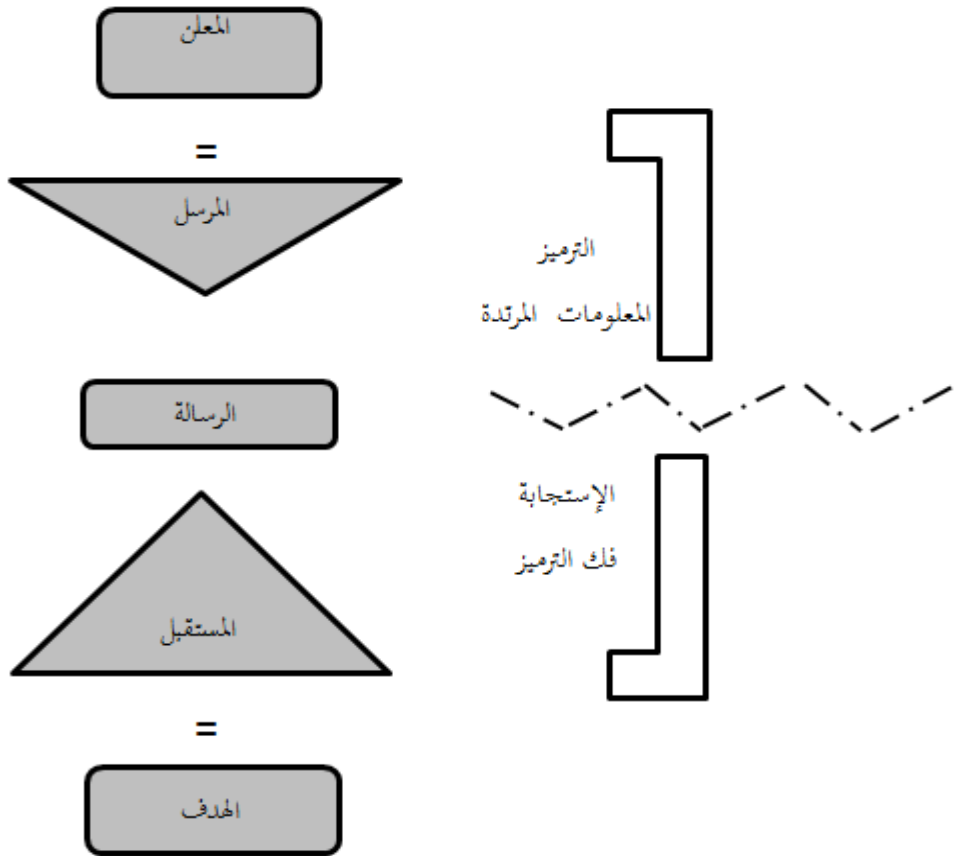 المعلن
=
المرسل
الترميز
المعلومات المرتدة
الرسالة
الإستجابة
فك الترميز
المستقبل
=
الهدف